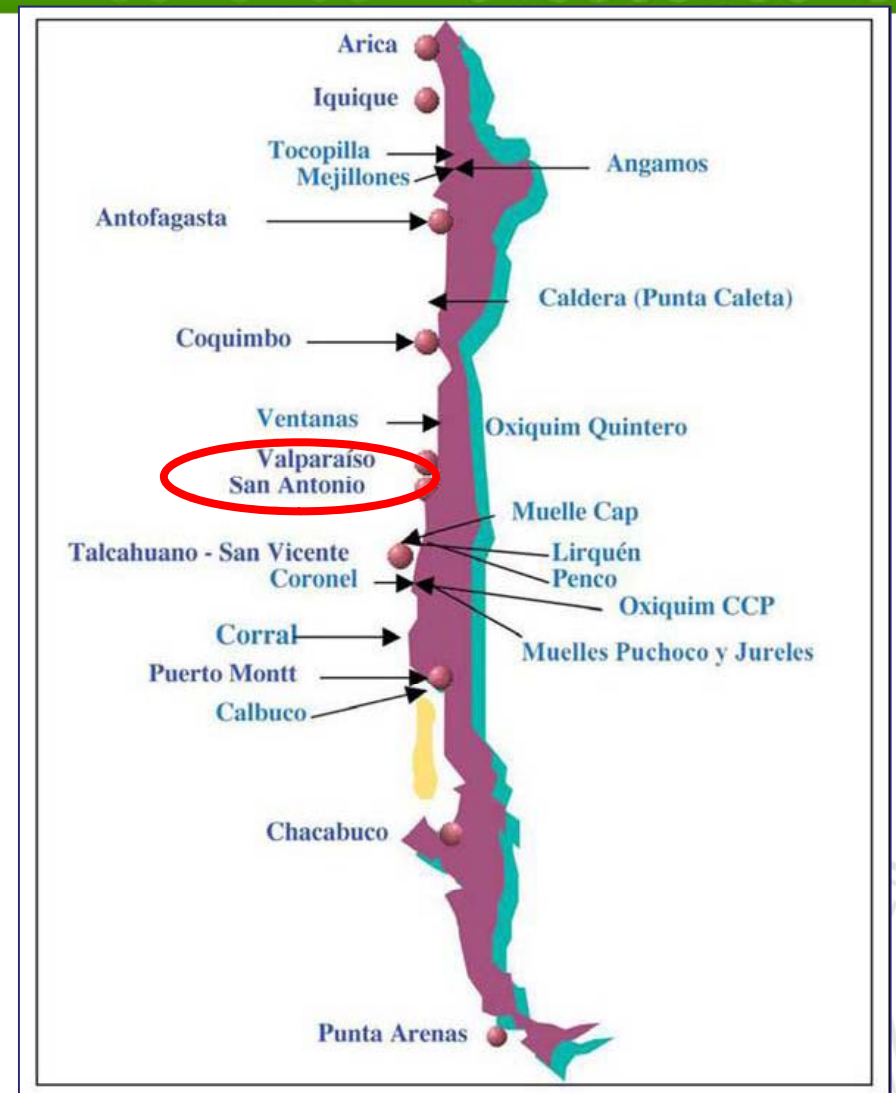 Arica
Iquique
Tocopilla
Mejillones
Angamos
Antofagasta
Caldera (Punta Caleta)
Coquimbo
Ventanas
Oxiquim Quintero
Valparaíso
San Antonio
Muelle Cap
Talcahuano - San Vicente
Lirquén
Coronel
Penco
Oxiquim CCP
Corral
Muelles Puchoco y Jureles
Puerto Montt
Calbuco
Chacabuco
Punta Arenas